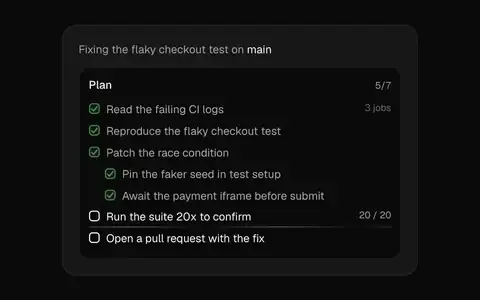 Fixing the flaky checkout test on main
Plan 5/7
Read the failing CI logs 3 jobs
Reproduce the flaky checkout test
Patch the race condition
Pin the faker seed in test setup
Await the payment iframe before submit
Run the suite 20x to confirm 20 / 20
Open a pull request with the fix